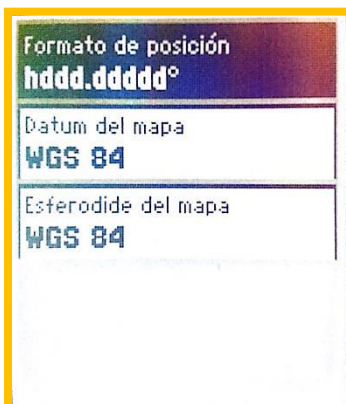 Formato de posición
hddd.ddddd°
Datum del mapa
WGS 84
Esferodide del mapa
WGS 84